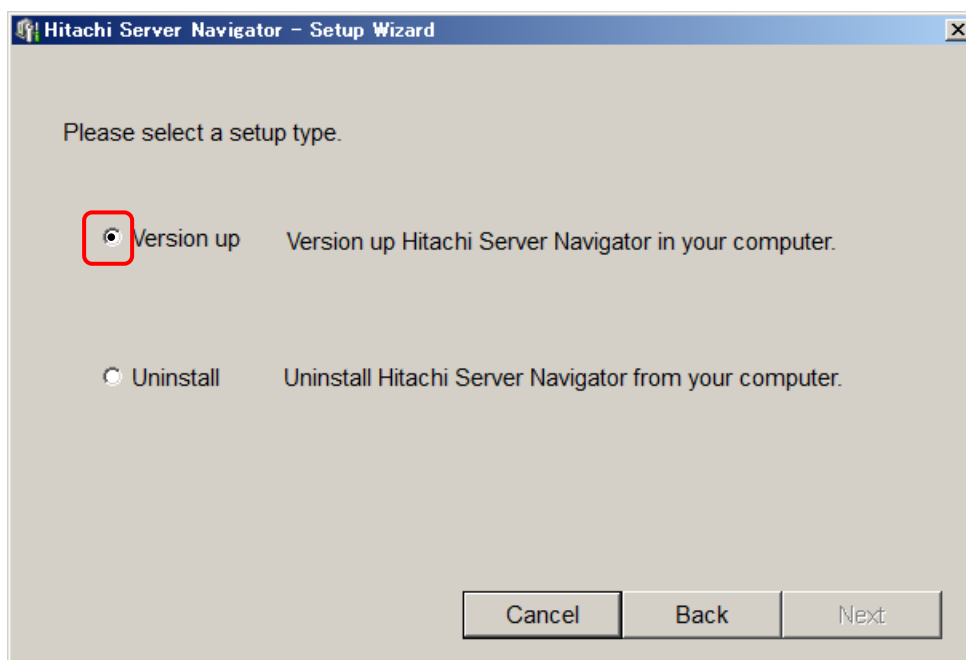 Hitachi Server Navigator - Setup Wizard
Please select a setup type.
Version up Version up Hitachi Server Navigator in your computer.
Uninstall Uninstall Hitachi Server Navigator from your computer.
Cancel Back Next